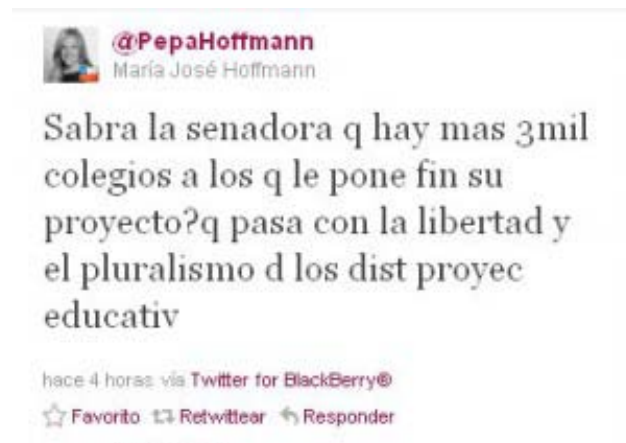 @PepaHoffmann
María José Hoffmann
Sabra la senadora q hay mas 3mil
colegios a los q le pone fin su
proyecto?q pasa con la libertad y
el pluralismo d los dist proyec
educativ
hace 4 horas vía Twitter for BlackBerry®
Favorito Retwittear Responder